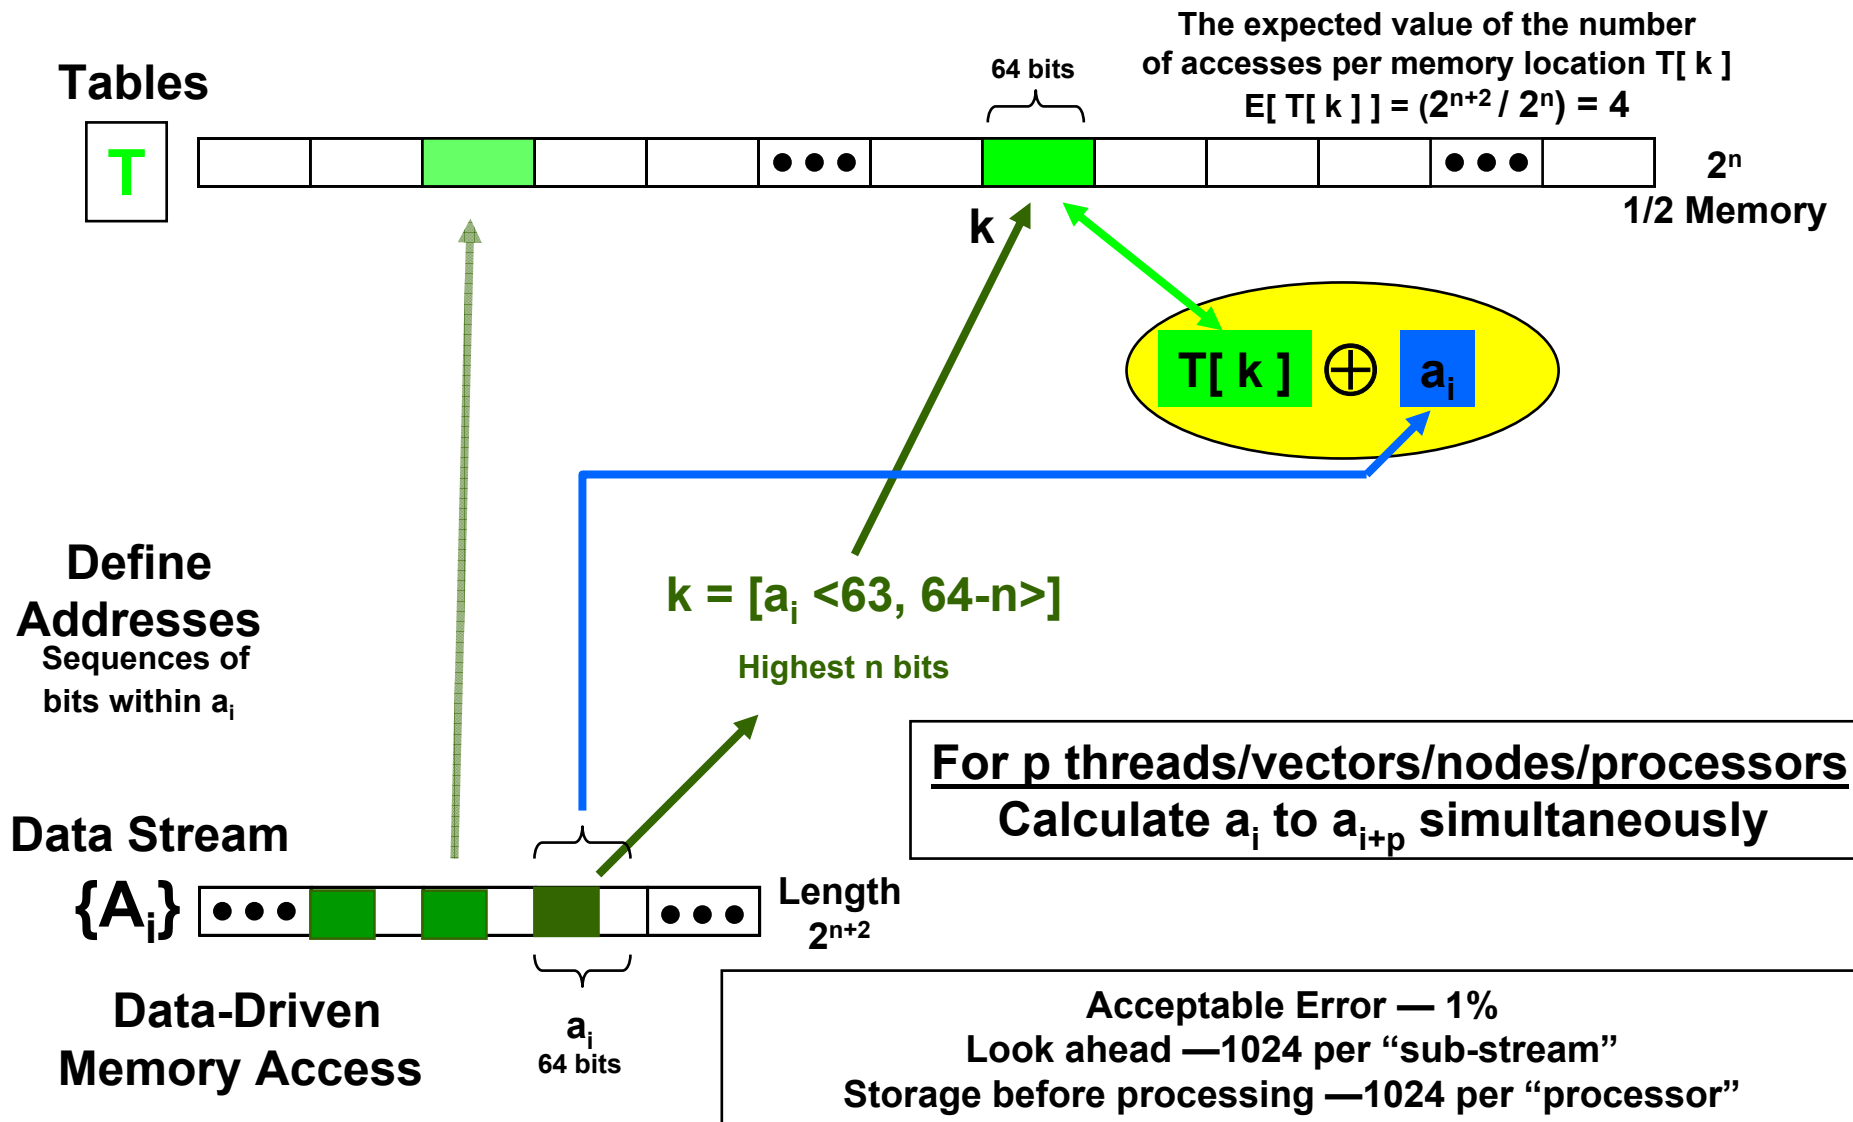 The expected value of the number
of accesses per memory location T[ k ]
E[ T[ k ] ] = (2ⁿ⁺² / 2ⁿ) = 4
64 bits
Tables
T
● ● ●
● ● ●
2ⁿ
1/2 Memory
k
T[ k ] ⊕ aᵢ
Define
Addresses
Sequences of
bits within aᵢ
k = [aᵢ <63, 64-n>]
Highest n bits
For p threads/vectors/nodes/processors
Calculate aᵢ to aᵢ₊ₚ simultaneously
Data Stream
{Aᵢ}
● ● ●
● ● ●
Length
2ⁿ⁺²
Data-Driven
Memory Access
aᵢ
64 bits
Acceptable Error — 1%
Look ahead —1024 per “sub-stream”
Storage before processing —1024 per “processor”